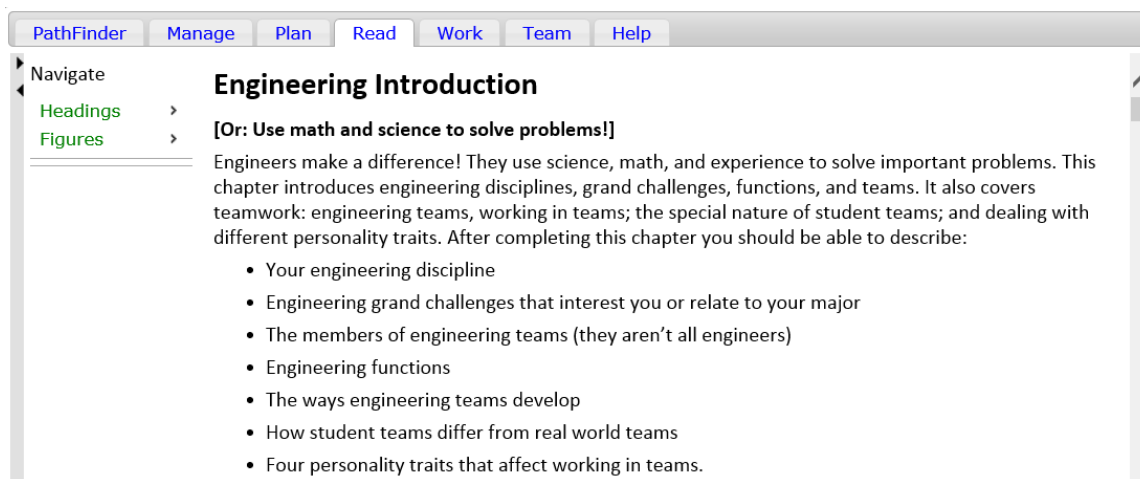 PathFinder Manage Plan Read Work Team Help
Navigate
Headings
Figures
Engineering Introduction
[Or: Use math and science to solve problems!]
Engineers make a difference! They use science, math, and experience to solve important problems. This
chapter introduces engineering disciplines, grand challenges, functions, and teams. It also covers
teamwork: engineering teams, working in teams; the special nature of student teams; and dealing with
different personality traits. After completing this chapter you should be able to describe:
• Your engineering discipline
• Engineering grand challenges that interest you or relate to your major
• The members of engineering teams (they aren’t all engineers)
• Engineering functions
• The ways engineering teams develop
• How student teams differ from real world teams
• Four personality traits that affect working in teams.